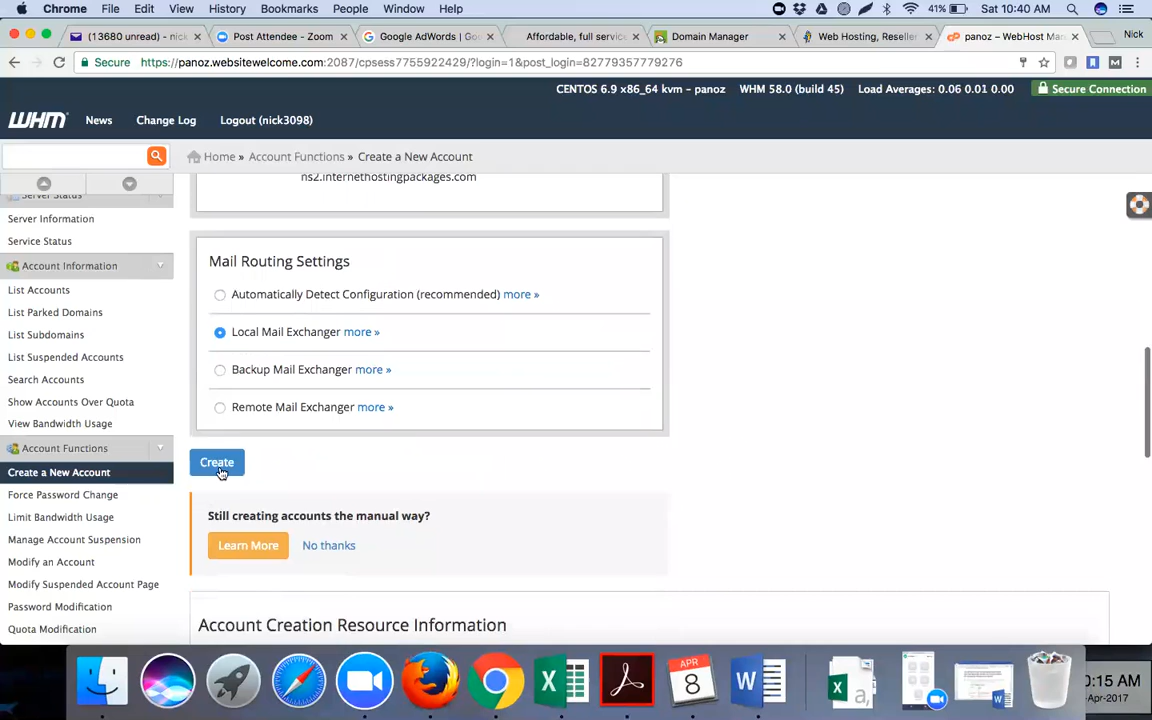 Chrome File Edit View History Bookmarks People Window Help 41% Sat 10:40 AM
(13680 unread) - nick Post Attendee - Zoom Google AdWords | G Affordable, full servic Domain Manager Web Hosting, Reselle panoz – WebHost Ma Nick
Secure https://panoz.websitewelcome.com:2087/cpsess7755922429/?login=1&post_login=82779357779276
CENTOS 6.9 x86_64 kvm – panoz WHM 58.0 (build 45) Load Averages: 0.06 0.01 0.00 Secure Connection
WHM News Change Log Logout (nick3098)
Home » Account Functions » Create a New Account
ns2.internethostingpackages.com
Server Status
Server Information
Service Status
Account Information
List Accounts
List Parked Domains
List Subdomains
List Suspended Accounts
Search Accounts
Show Accounts Over Quota
View Bandwidth Usage
Account Functions
Create a New Account
Force Password Change
Limit Bandwidth Usage
Manage Account Suspension
Modify an Account
Modify Suspended Account Page
Password Modification
Quota Modification
Mail Routing Settings
Automatically Detect Configuration (recommended) more »
Local Mail Exchanger more »
Backup Mail Exchanger more »
Remote Mail Exchanger more »
Create
Still creating accounts the manual way?
Learn More No thanks
Account Creation Resource Information
APR
8
0:15 AM
-Apr-2017